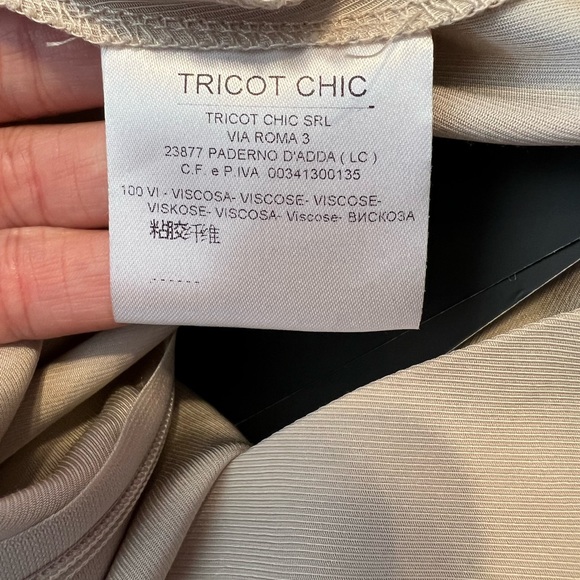 TRICOT CHIC
TRICOT CHIC SRL
VIA ROMA 3
23877 PADERNO D'ADDA ( LC )
C.F. e P.IVA 00341300135
100 VI - VISCOSA- VISCOSE- VISCOSE-
VISKOSE- VISCOSA- Viscose- ВИСКОЗА
粘胶纤维